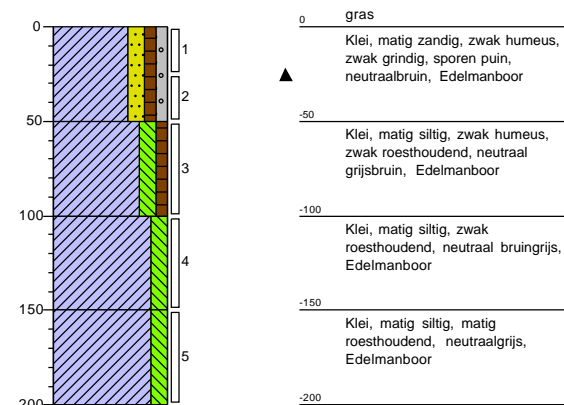 0
50
100
150
200
1
2
3
4
5
0
gras
Klei, matig zandig, zwak humeus,
zwak grindig, sporen puin,
neutraalbruin, Edelmanboor
-50
Klei, matig siltig, zwak humeus,
zwak roesthoudend, neutraal
grijsbruin, Edelmanboor
-100
Klei, matig siltig, zwak
roesthoudend, neutraal bruingrijs,
Edelmanboor
-150
Klei, matig siltig, matig
roesthoudend, neutraalgrijs,
Edelmanboor
-200